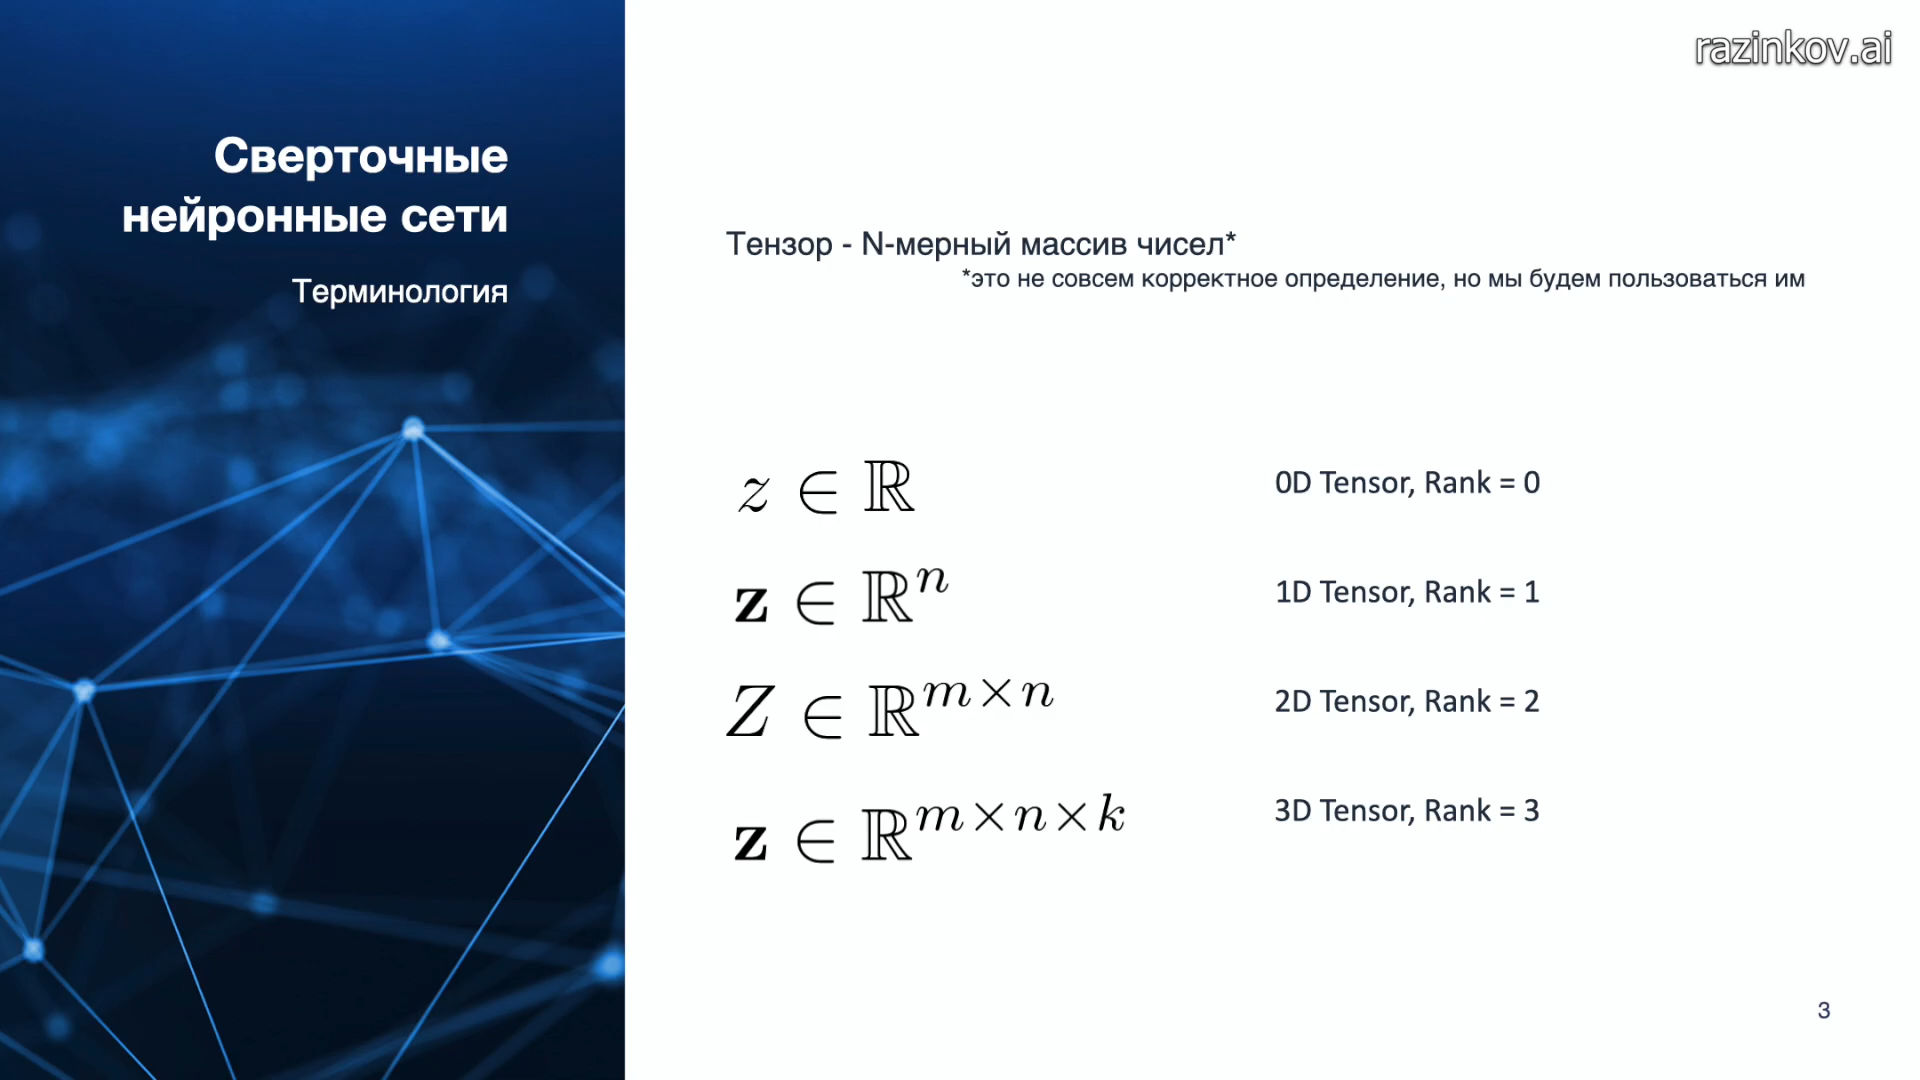 razinkov.ai
Сверточные
нейронные сети
Терминология
Тензор - N-мерный массив чисел*
*это не совсем корректное определение, но мы будем пользоваться им
z ∈ ℝ
0D Tensor, Rank = 0
𝐳 ∈ ℝⁿ
1D Tensor, Rank = 1
Z ∈ ℝ^{m×n}
2D Tensor, Rank = 2
𝐳 ∈ ℝ^{m×n×k}
3D Tensor, Rank = 3
3